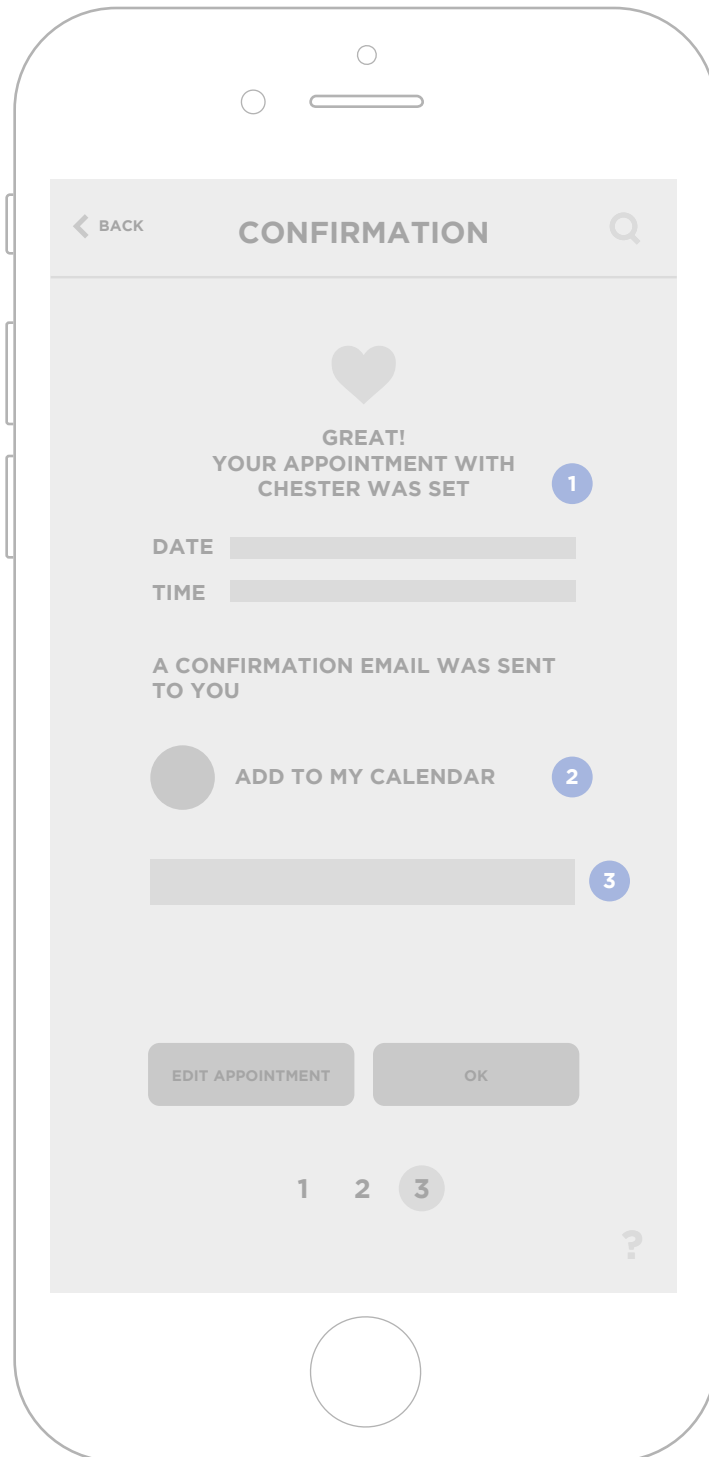 BACK
CONFIRMATION
GREAT!
YOUR APPOINTMENT WITH
CHESTER WAS SET
1
DATE
TIME
A CONFIRMATION EMAIL WAS SENT
TO YOU
ADD TO MY CALENDAR
2
3
EDIT APPOINTMENT
OK
1 2 3
?